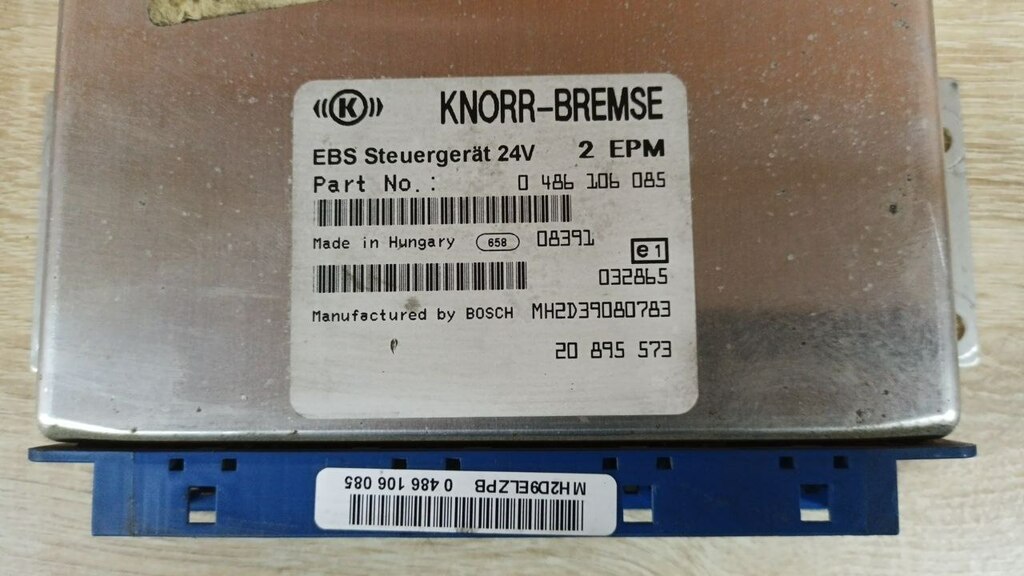 ((K)) KNORR-BREMSE
EBS Steuergerät 24V 2 EPM
Part No.: 0 486 106 085
Made in Hungary 658 08391
e1
032865
Manufactured by BOSCH MH2D39080783
20 895 573
MH2D9ELZPB 0 486 106 085